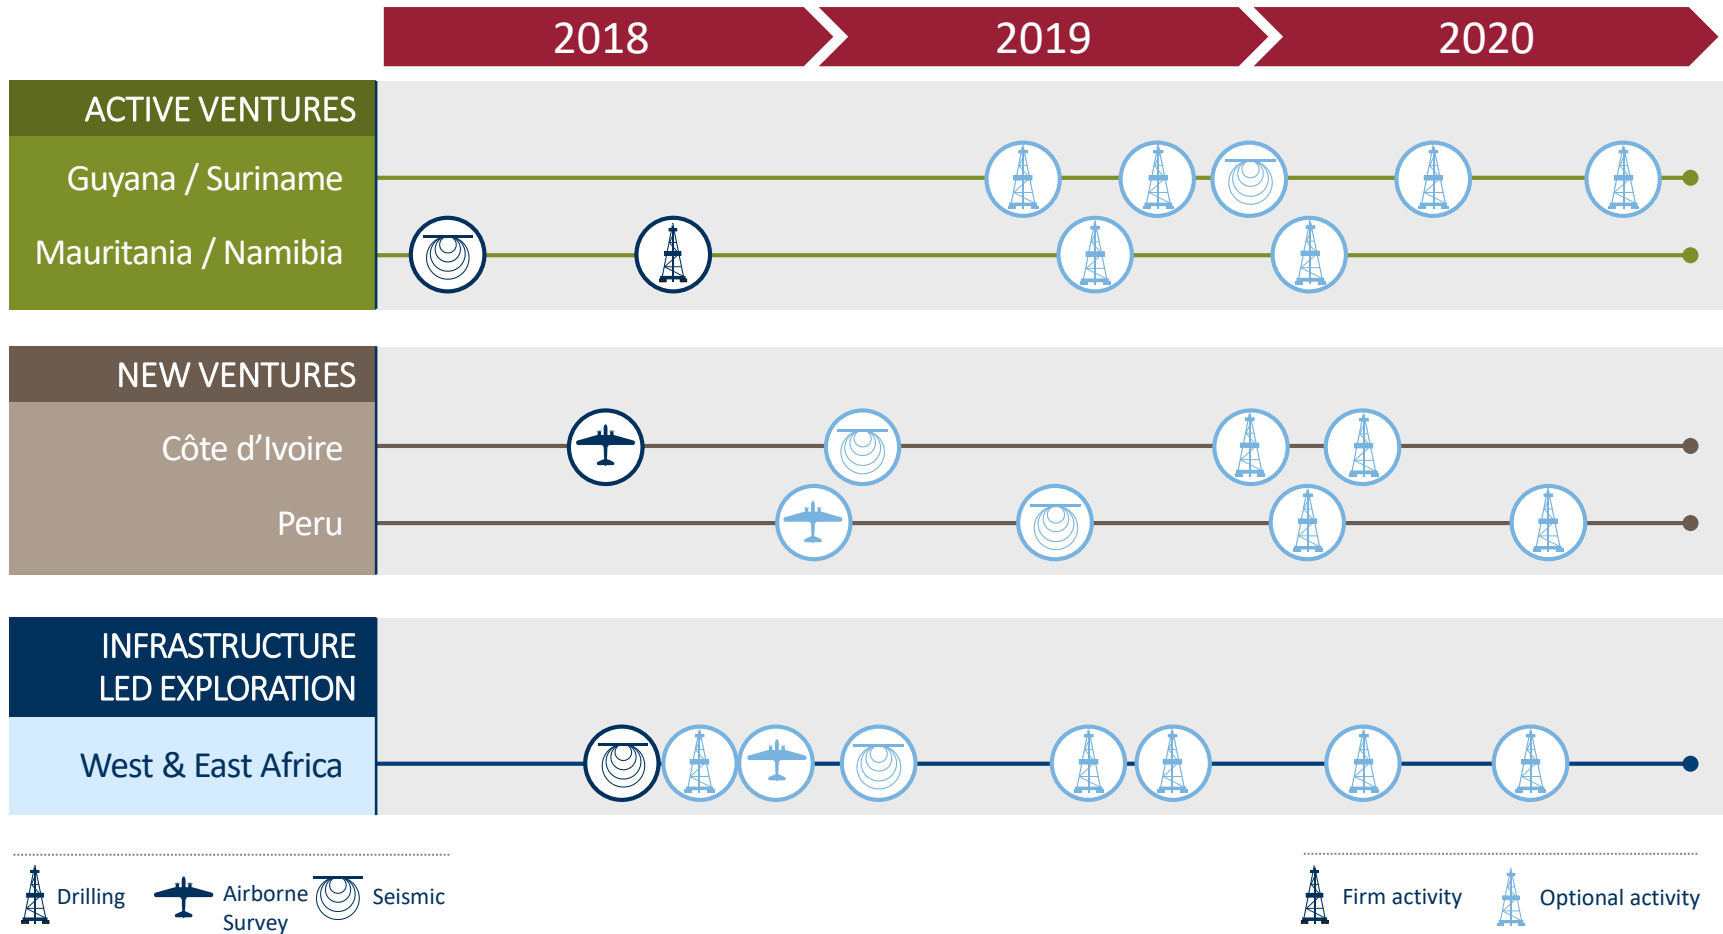 2018
2019
2020
ACTIVE VENTURES
Guyana / Suriname
Mauritania / Namibia
NEW VENTURES
Côte d’Ivoire
Peru
INFRASTRUCTURE
LED EXPLORATION
West & East Africa
Drilling
Airborne
Survey
Seismic
Firm activity
Optional activity